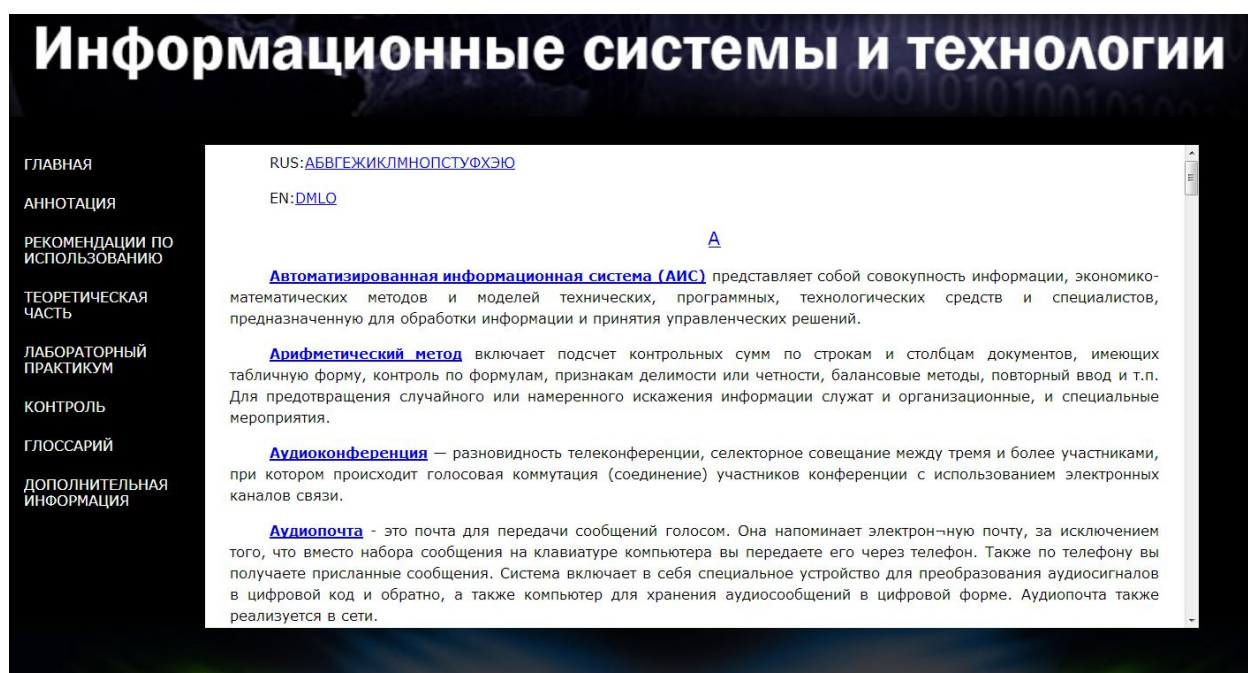 Информационные системы и технологии
ГЛАВНАЯ
АННОТАЦИЯ
РЕКОМЕНДАЦИИ ПО
ИСПОЛЬЗОВАНИЮ
ТЕОРЕТИЧЕСКАЯ
ЧАСТЬ
ЛАБОРАТОРНЫЙ
ПРАКТИКУМ
КОНТРОЛЬ
ГЛОССАРИЙ
ДОПОЛНИТЕЛЬНАЯ
ИНФОРМАЦИЯ
RUS:АБВГЕЖИКЛМНОПСТУФХЭЮ
EN:DMLO
А
Автоматизированная информационная система (АИС) представляет собой совокупность информации, экономико-
математических методов и моделей технических, программных, технологических средств и специалистов,
предназначенную для обработки информации и принятия управленческих решений.
Арифметический метод включает подсчет контрольных сумм по строкам и столбцам документов, имеющих
табличную форму, контроль по формулам, признакам делимости или четности, балансовые методы, повторный ввод и т.п.
Для предотвращения случайного или намеренного искажения информации служат и организационные, и специальные
мероприятия.
Аудиоконференция — разновидность телеконференции, селекторное совещание между тремя и более участниками,
при котором происходит голосовая коммутация (соединение) участников конференции с использованием электронных
каналов связи.
Аудиопочта - это почта для передачи сообщений голосом. Она напоминает электрон¬ную почту, за исключением
того, что вместо набора сообщения на клавиатуре компьютера вы передаете его через телефон. Также по телефону вы
получаете присланные сообщения. Система включает в себя специальное устройство для преобразования аудиосигналов
в цифровой код и обратно, а также компьютер для хранения аудиосообщений в цифровой форме. Аудиопочта также
реализуется в сети.